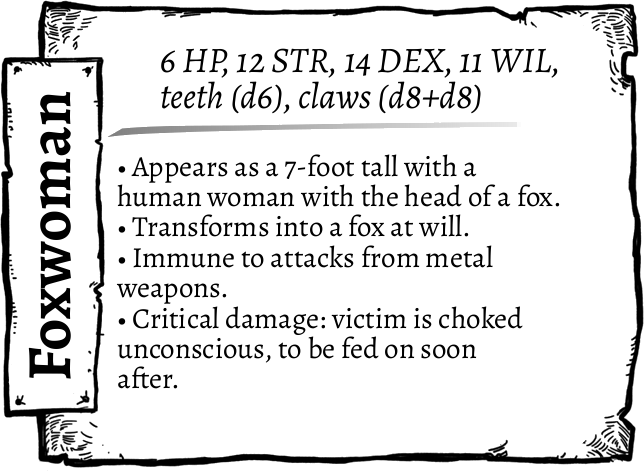 Foxwoman
6 HP, 12 STR, 14 DEX, 11 WIL,
teeth (d6), claws (d8+d8)
• Appears as a 7-foot tall with a
human woman with the head of a fox.
• Transforms into a fox at will.
• Immune to attacks from metal
weapons.
• Critical damage: victim is choked
unconscious, to be fed on soon
after.